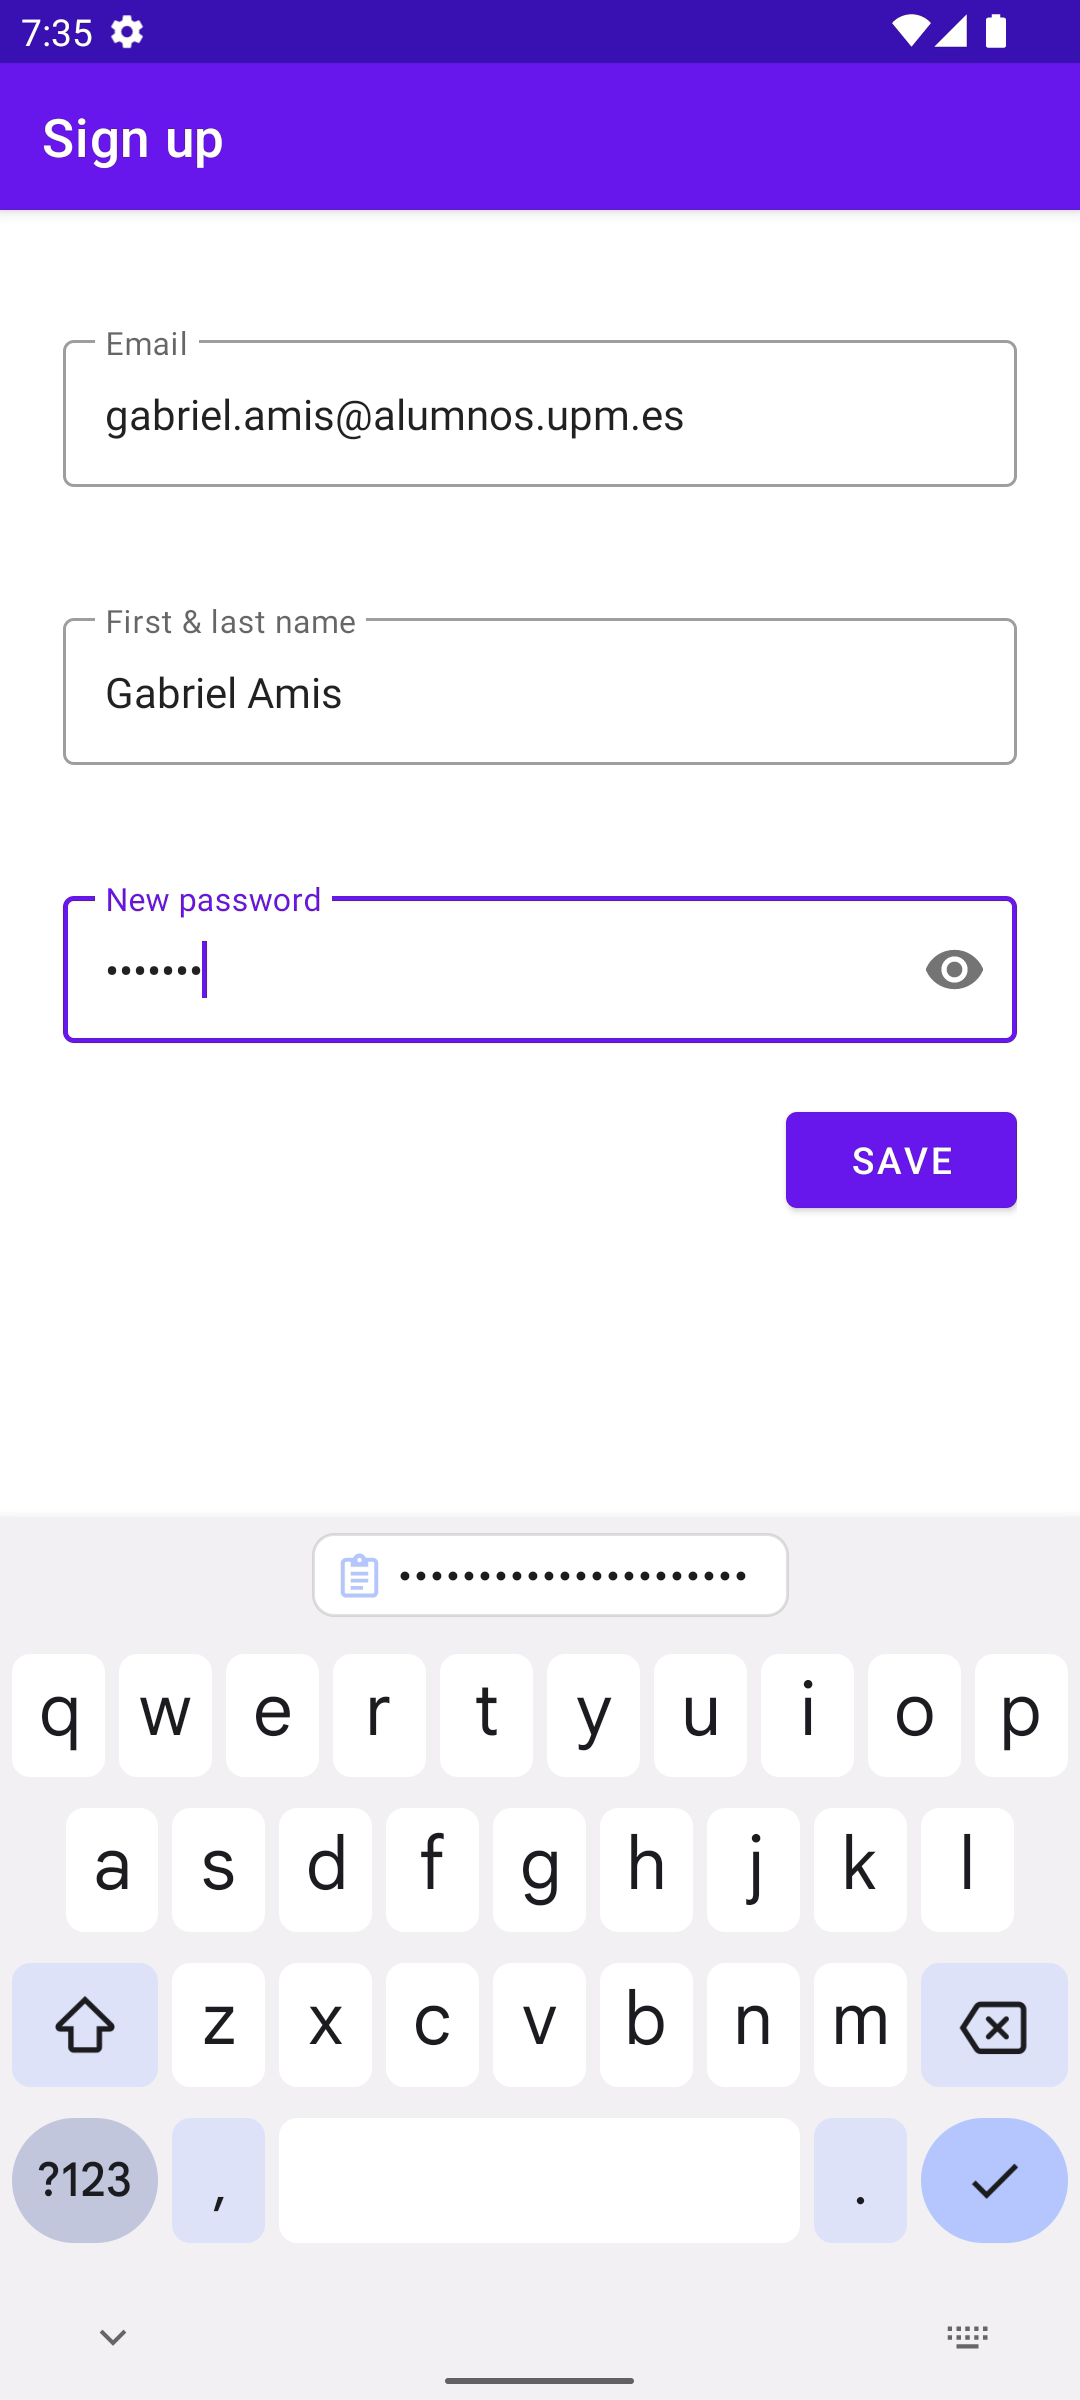 7:35
Sign up
Email
gabriel.amis@alumnos.upm.es
First & last name
Gabriel Amis
New password
•••••••
SAVE
••••••••••••••••••••••
q w e r t y u i o p
a s d f g h j k l
z x c v b n m
?123 , .